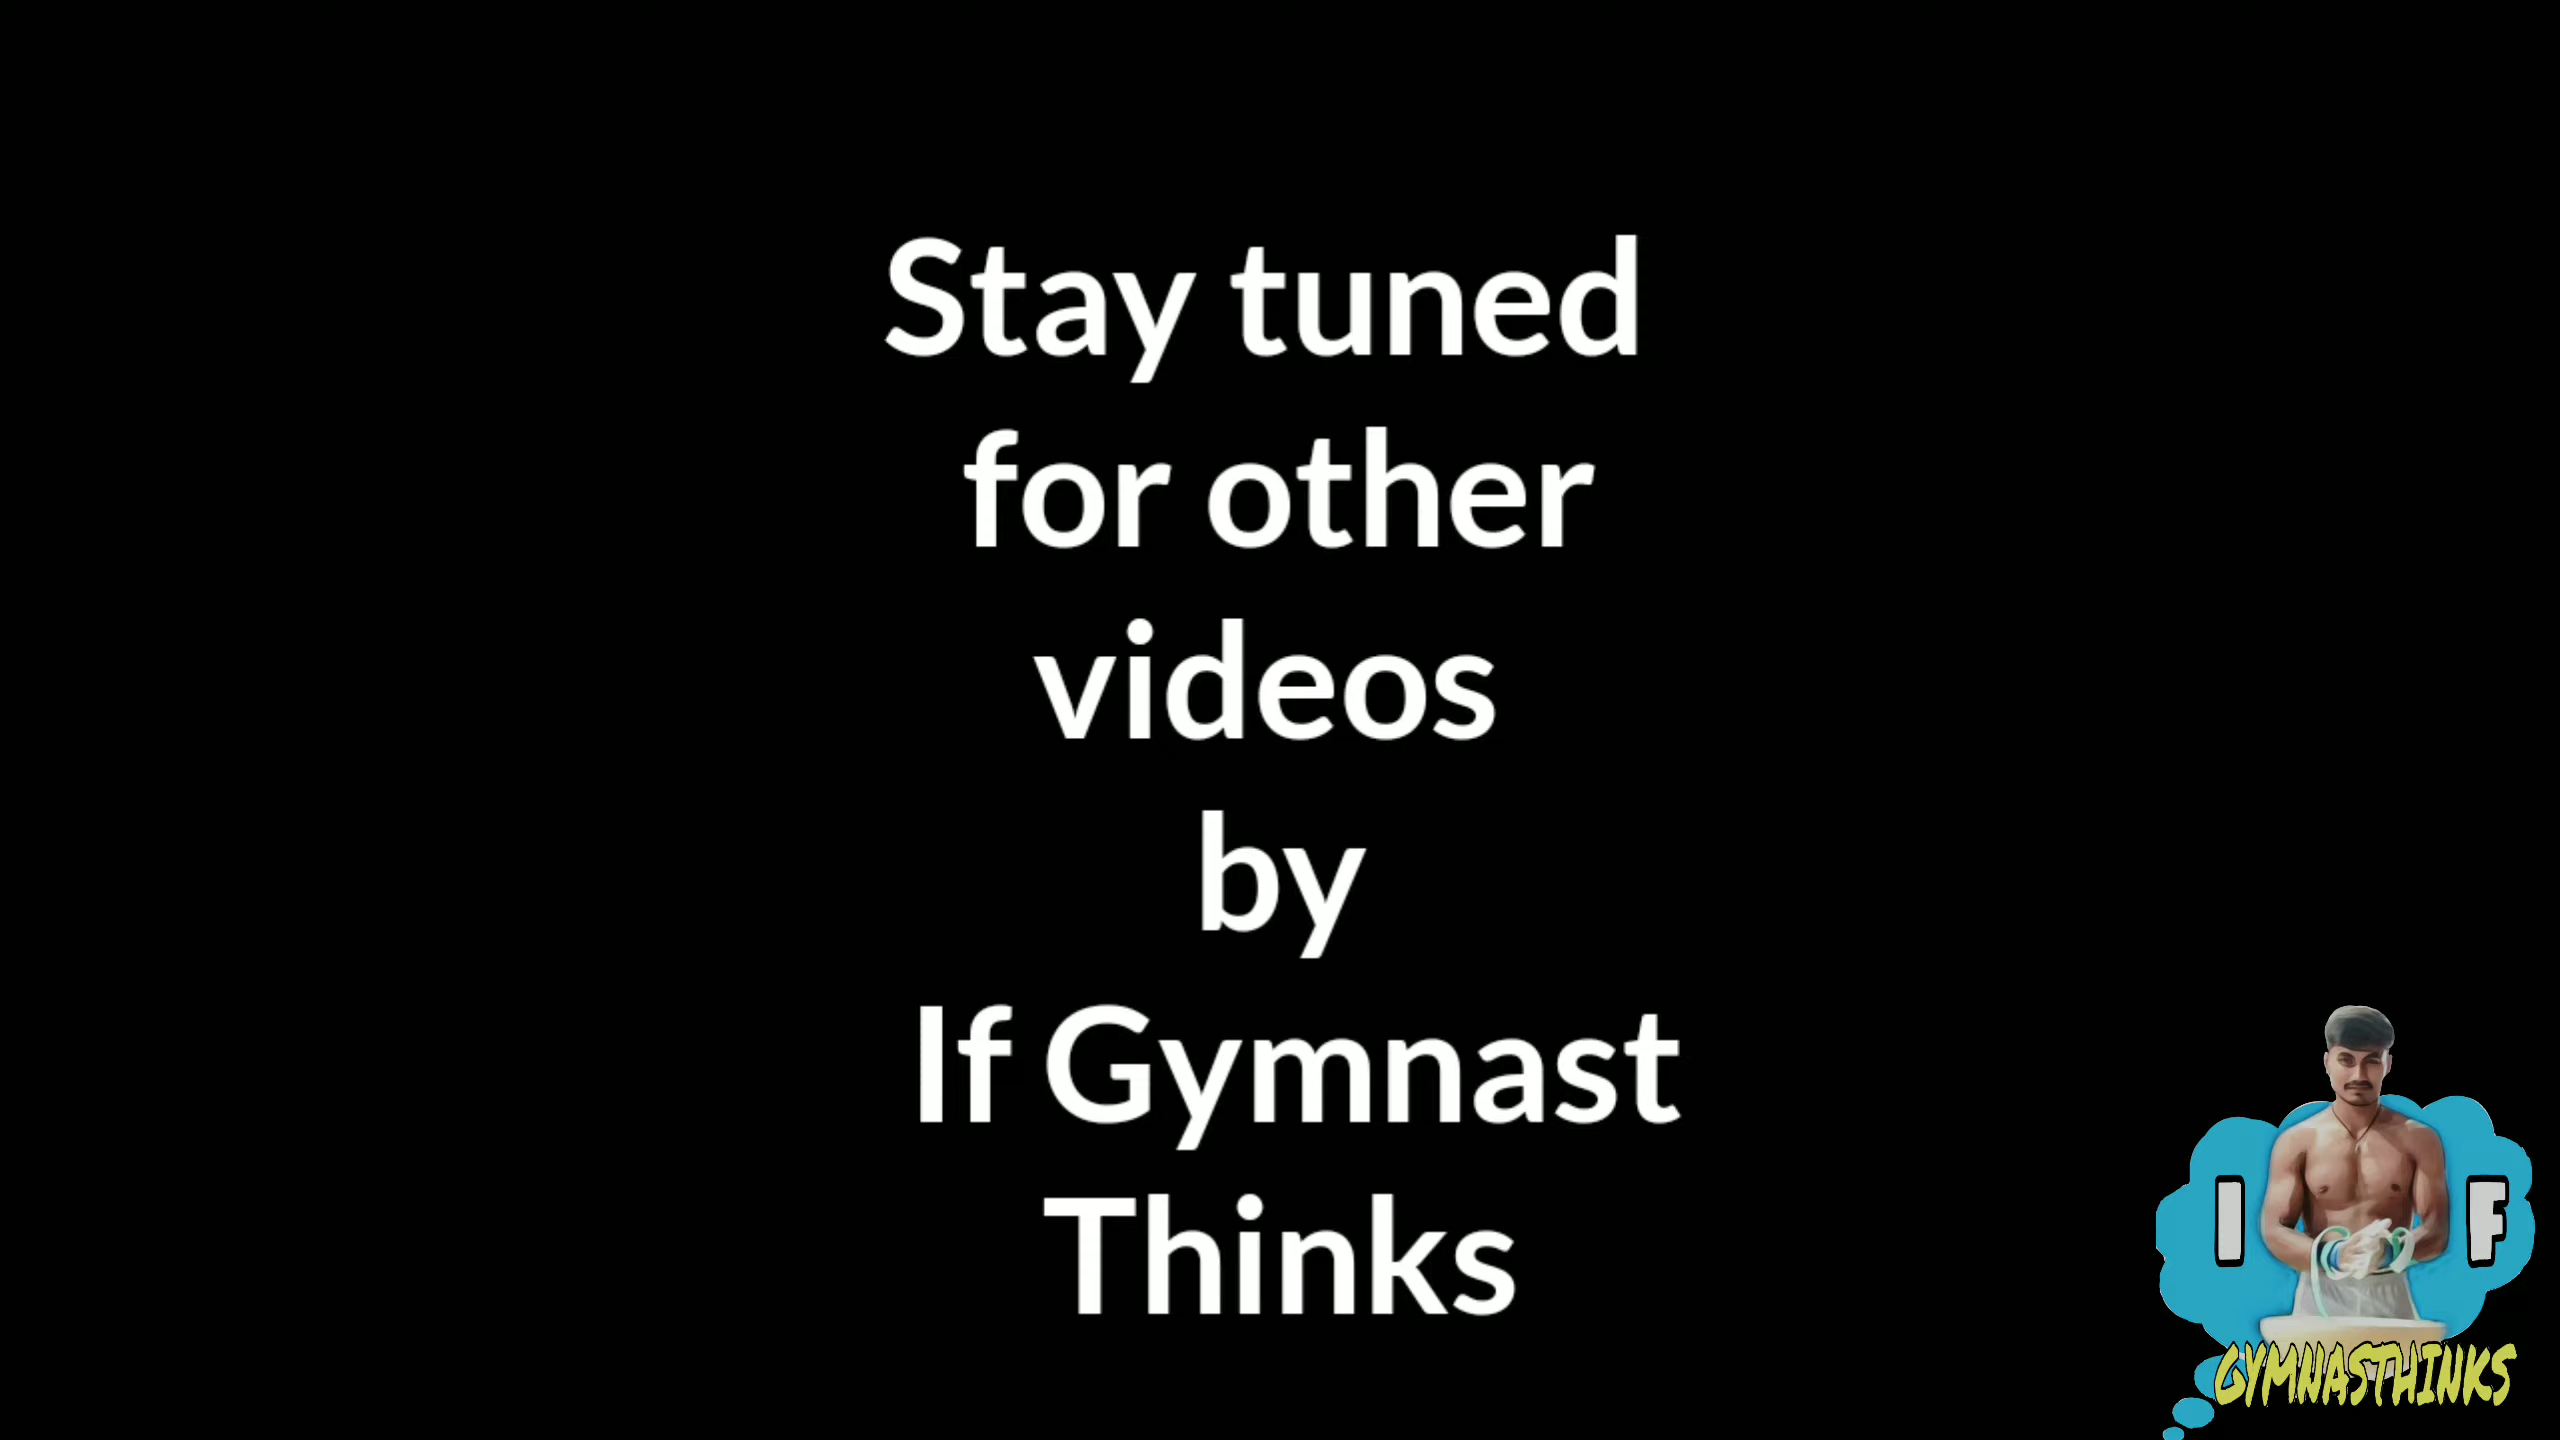 Stay tuned
for other
videos
by
If Gymnast
Thinks
I F
GYMNASTHINKS